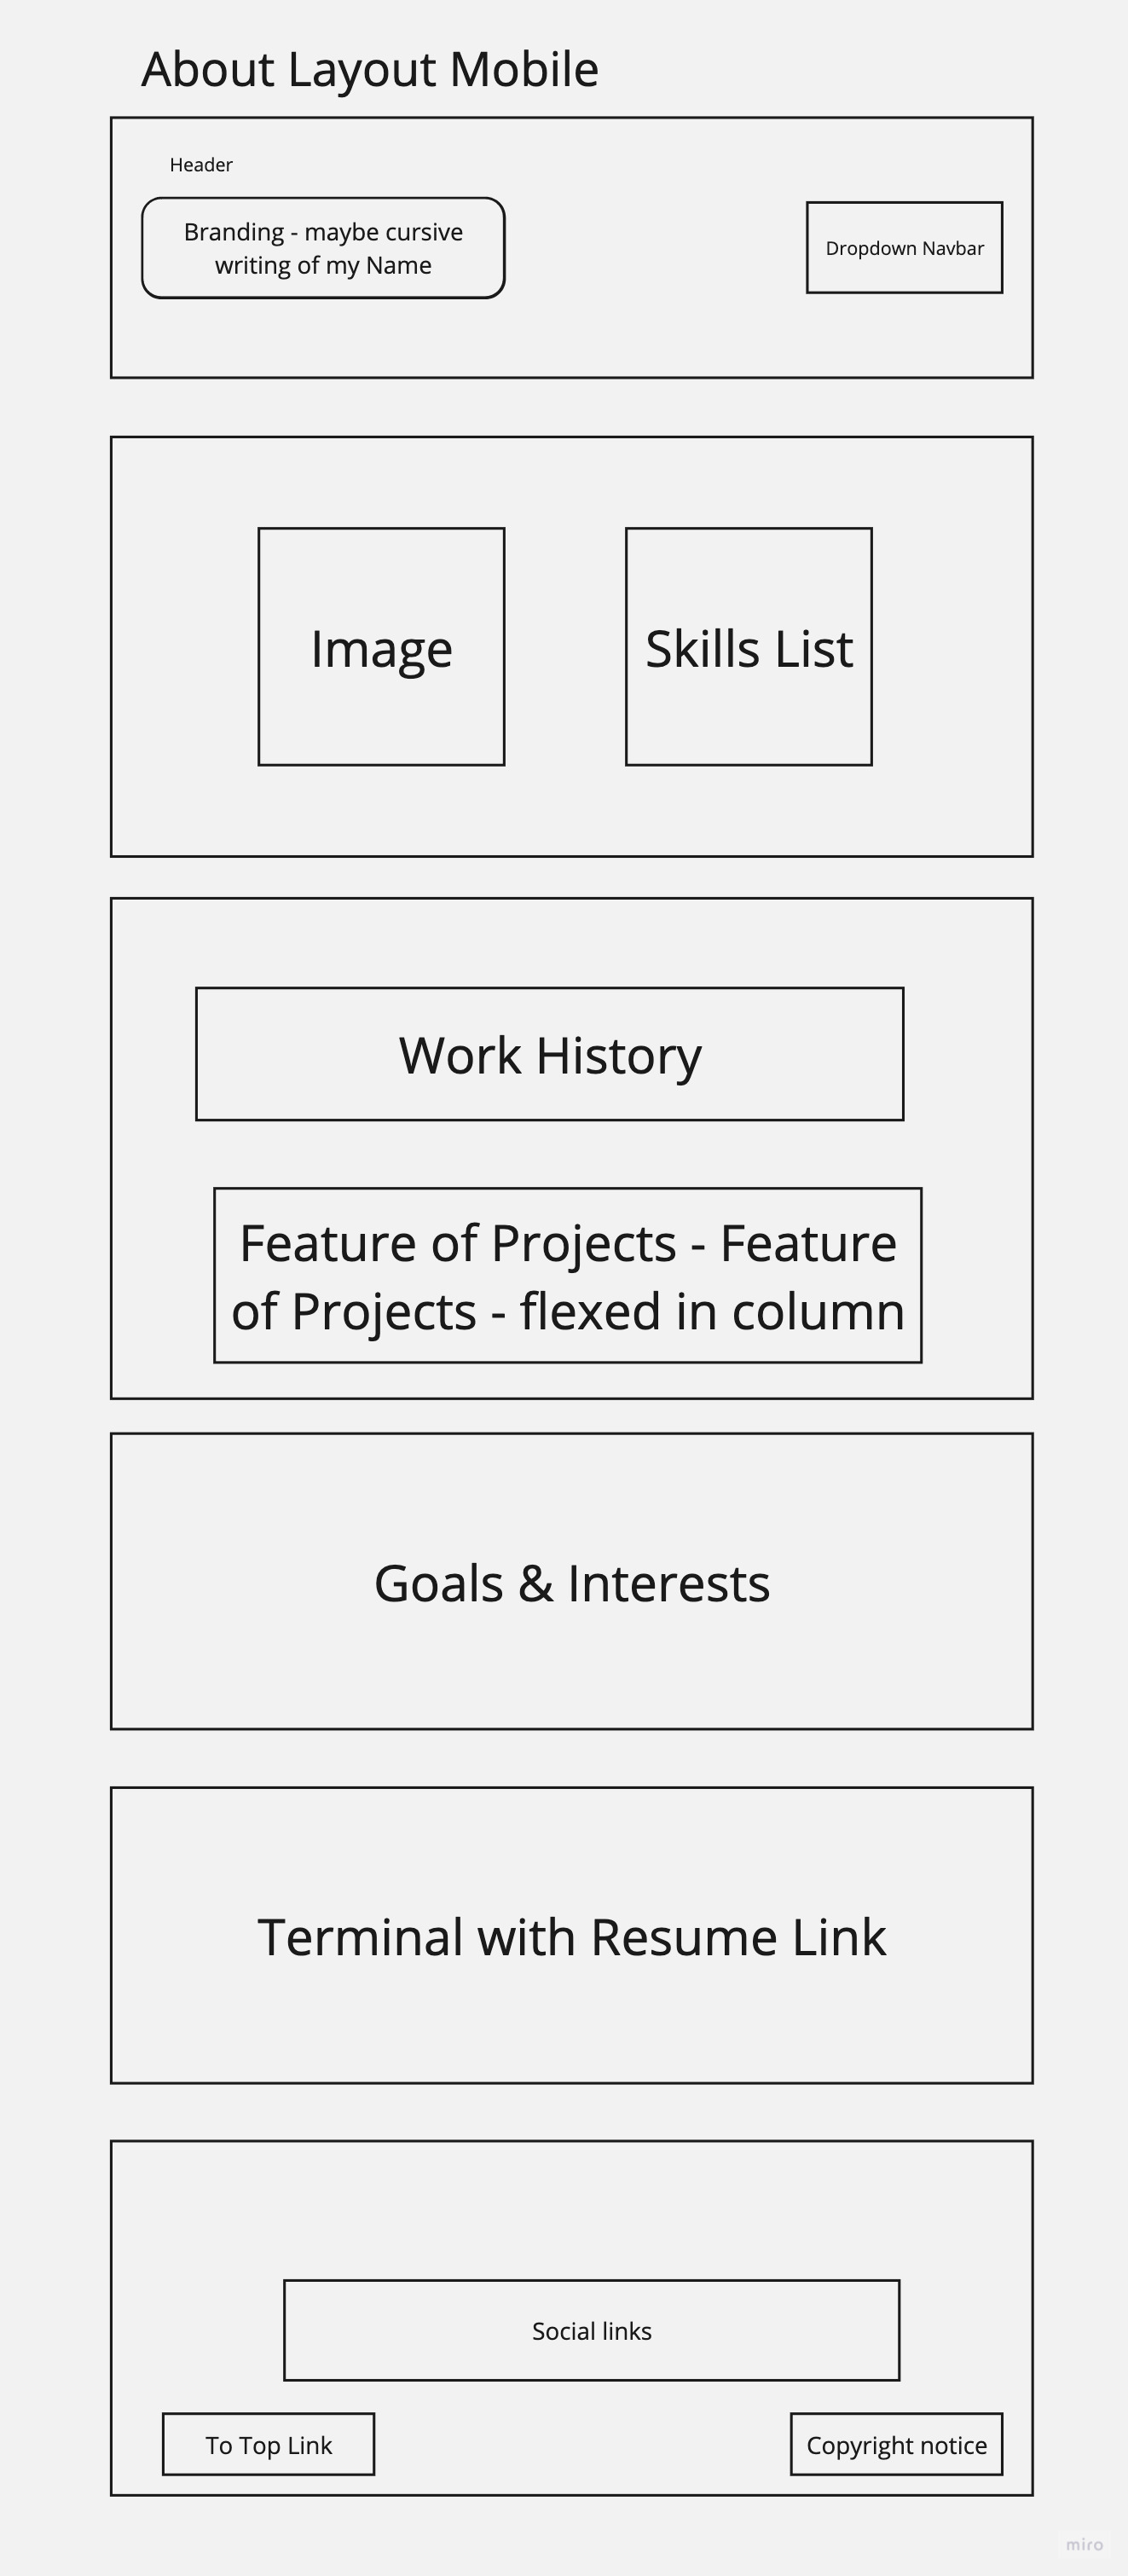 About Layout Mobile
Header
Branding - maybe cursive
writing of my Name
Dropdown Navbar
Image
Skills List
Work History
Feature of Projects - Feature
of Projects - flexed in column
Goals & Interests
Terminal with Resume Link
Social links
To Top Link
Copyright notice
miro